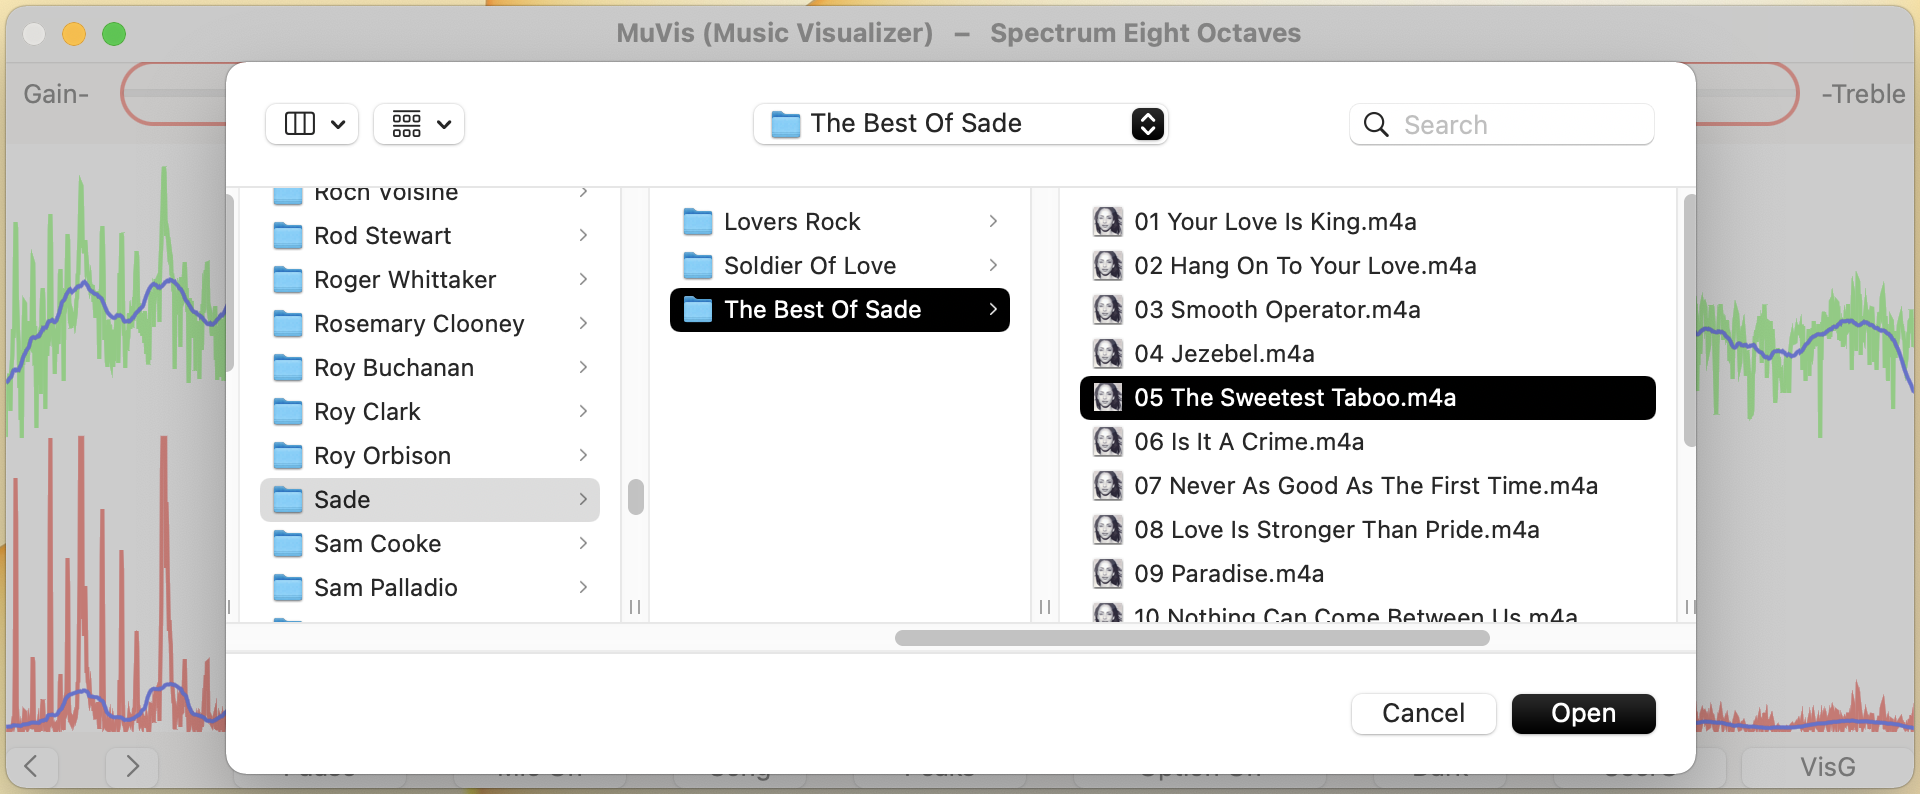 MuVis (Music Visualizer) – Spectrum Eight Octaves
Gain-
-Treble
The Best Of Sade
Search
Roch Voisine
Rod Stewart
Roger Whittaker
Rosemary Clooney
Roy Buchanan
Roy Clark
Roy Orbison
Sade
Sam Cooke
Sam Palladio
Lovers Rock
Soldier Of Love
The Best Of Sade
01 Your Love Is King.m4a
02 Hang On To Your Love.m4a
03 Smooth Operator.m4a
04 Jezebel.m4a
05 The Sweetest Taboo.m4a
06 Is It A Crime.m4a
07 Never As Good As The First Time.m4a
08 Love Is Stronger Than Pride.m4a
09 Paradise.m4a
10 Nothing Can Come Between Us.m4a
Cancel
Open
VisG